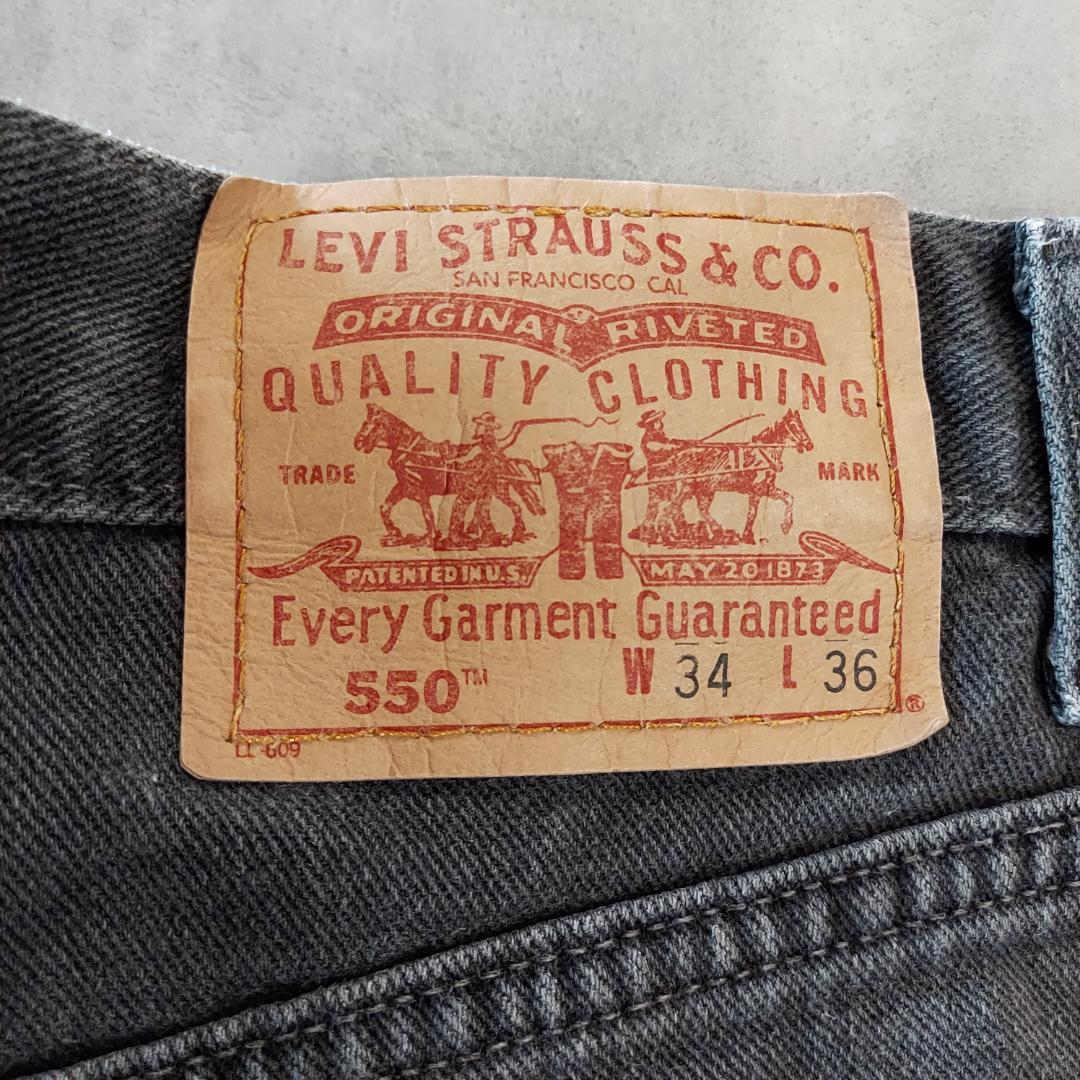 LEVI STRAUSS & CO.
SAN FRANCISCO CAL
ORIGINAL RIVETED
QUALITY CLOTHING
TRADE MARK
PATENTED IN U.S. MAY 20 1873
Every Garment Guaranteed
550™ W 34 L 36
®
LL 609